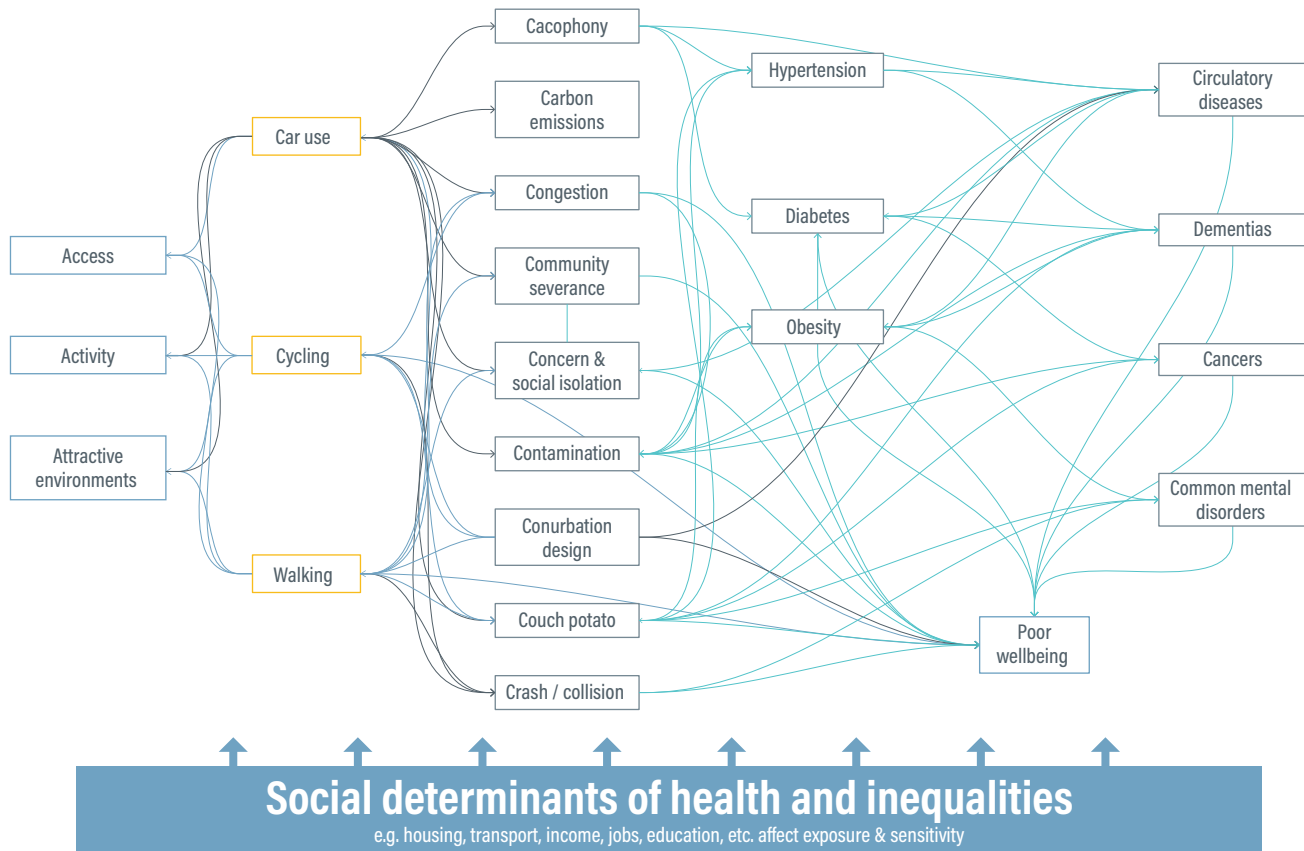 Access
Activity
Attractive
environments
Car use
Cycling
Walking
Cacophony
Carbon
emissions
Congestion
Community
severance
Concern &
social isolation
Contamination
Conurbation
design
Couch potato
Crash / collision
Hypertension
Diabetes
Obesity
Circulatory
diseases
Dementias
Cancers
Common mental
disorders
Poor
wellbeing
Social determinants of health and inequalities
e.g. housing, transport, income, jobs, education, etc. affect exposure & sensitivity